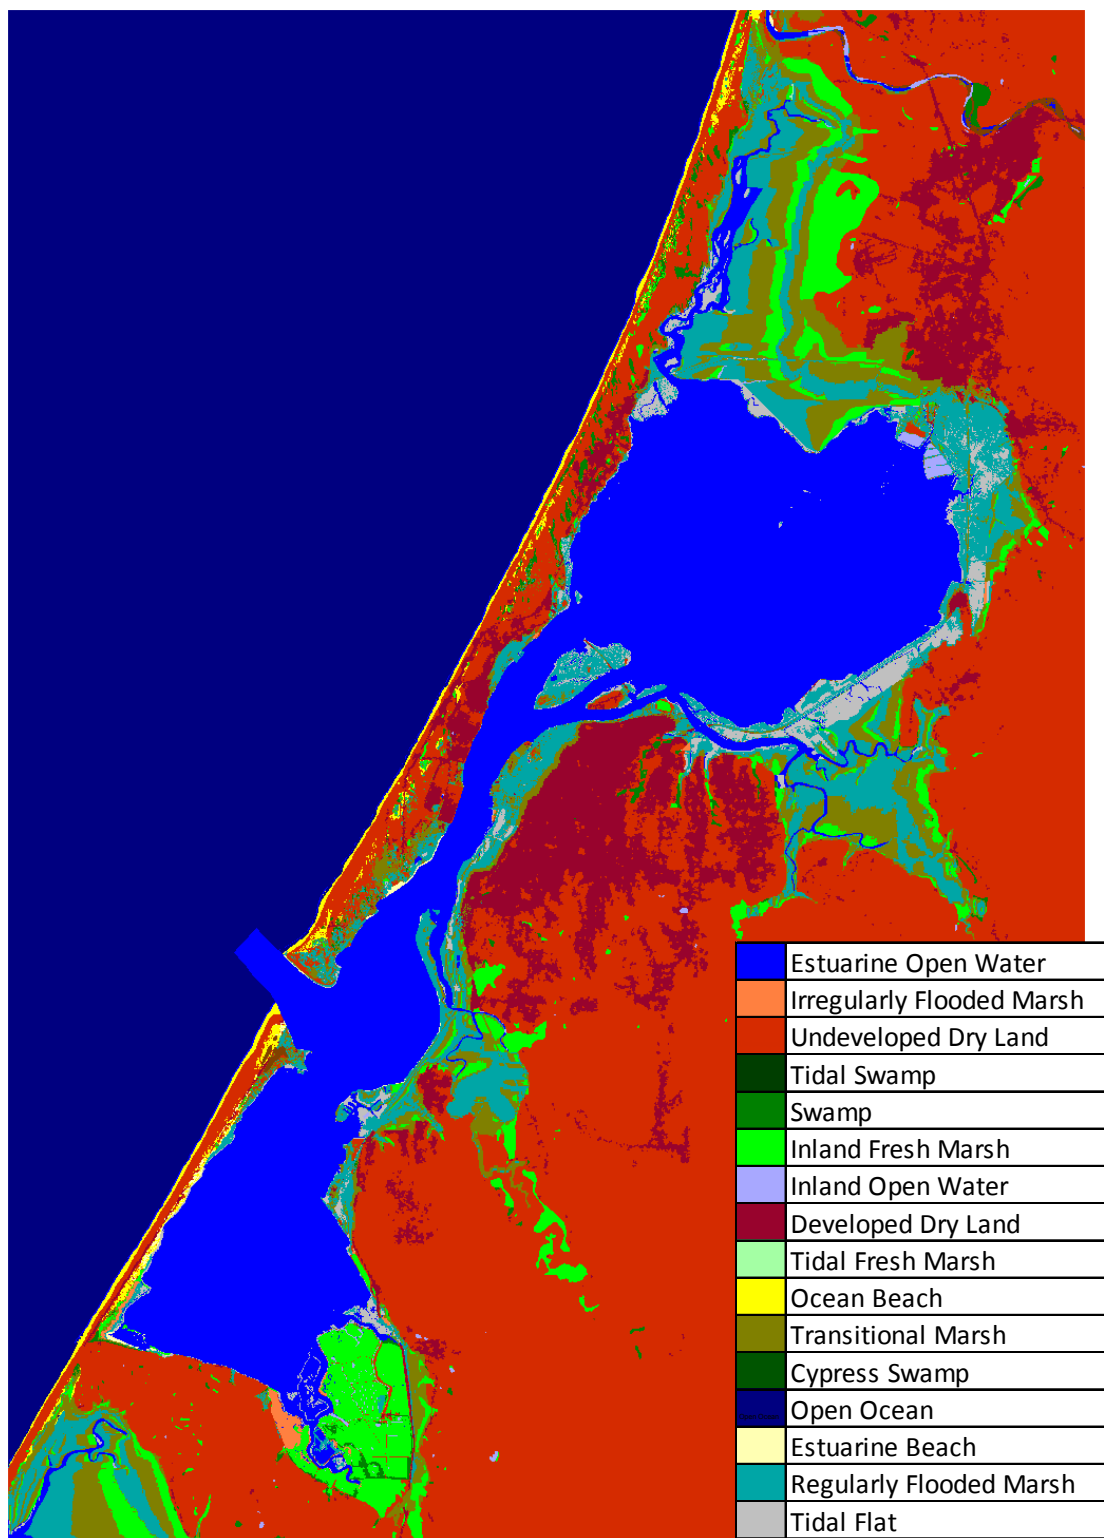 Estuarine Open Water
Irregularly Flooded Marsh
Undeveloped Dry Land
Tidal Swamp
Swamp
Inland Fresh Marsh
Inland Open Water
Developed Dry Land
Tidal Fresh Marsh
Ocean Beach
Transitional Marsh
Cypress Swamp
Open Ocean
Estuarine Beach
Regularly Flooded Marsh
Tidal Flat